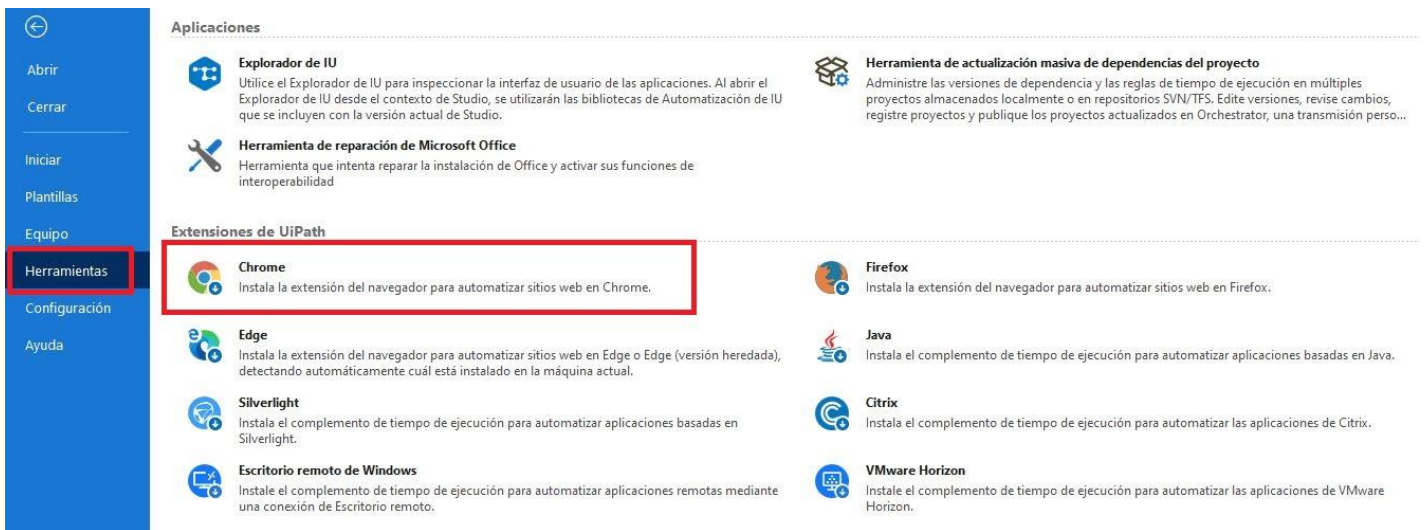 Abrir
Cerrar
Iniciar
Plantillas
Equipo
Herramientas
Configuración
Ayuda
Aplicaciones
Explorador de IU
Utilice el Explorador de IU para inspeccionar la interfaz de usuario de las aplicaciones. Al abrir el
Explorador de IU desde el contexto de Studio, se utilizarán las bibliotecas de Automatización de IU
que se incluyen con la versión actual de Studio.
Herramienta de actualización masiva de dependencias del proyecto
Administre las versiones de dependencia y las reglas de tiempo de ejecución en múltiples
proyectos almacenados localmente o en repositorios SVN/TFS. Edite versiones, revise cambios,
registre proyectos y publique los proyectos actualizados en Orchestrator, una transmisión perso...
Herramienta de reparación de Microsoft Office
Herramienta que intenta reparar la instalación de Office y activar sus funciones de
interoperabilidad
Extensiones de UiPath
Chrome
Instala la extensión del navegador para automatizar sitios web en Chrome.
Firefox
Instala la extensión del navegador para automatizar sitios web en Firefox.
Edge
Instala la extensión del navegador para automatizar sitios web en Edge o Edge (versión heredada),
detectando automáticamente cuál está instalado en la máquina actual.
Java
Instala el complemento de tiempo de ejecución para automatizar aplicaciones basadas en Java.
Silverlight
Instala el complemento de tiempo de ejecución para automatizar aplicaciones basadas en
Silverlight.
Citrix
Instala el complemento de tiempo de ejecución para automatizar las aplicaciones de Citrix.
Escritorio remoto de Windows
Instale el complemento de tiempo de ejecución para automatizar aplicaciones remotas mediante
una conexión de Escritorio remoto.
VMware Horizon
Instale el complemento de tiempo de ejecución para automatizar las aplicaciones de VMware
Horizon.